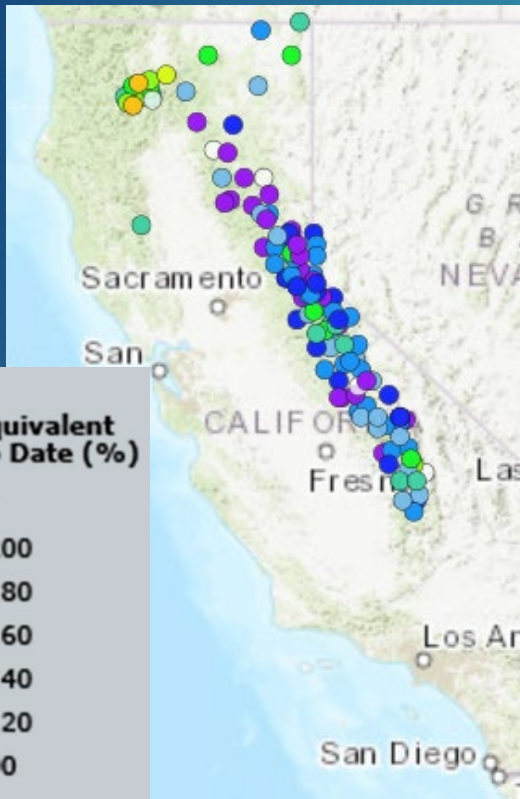 G R
B
NEVA
Sacramento
San
CALIFOR
A
Fresn
Las
quivalent
Date (%)
00
80
60
40
20
0
Los An
San Diego